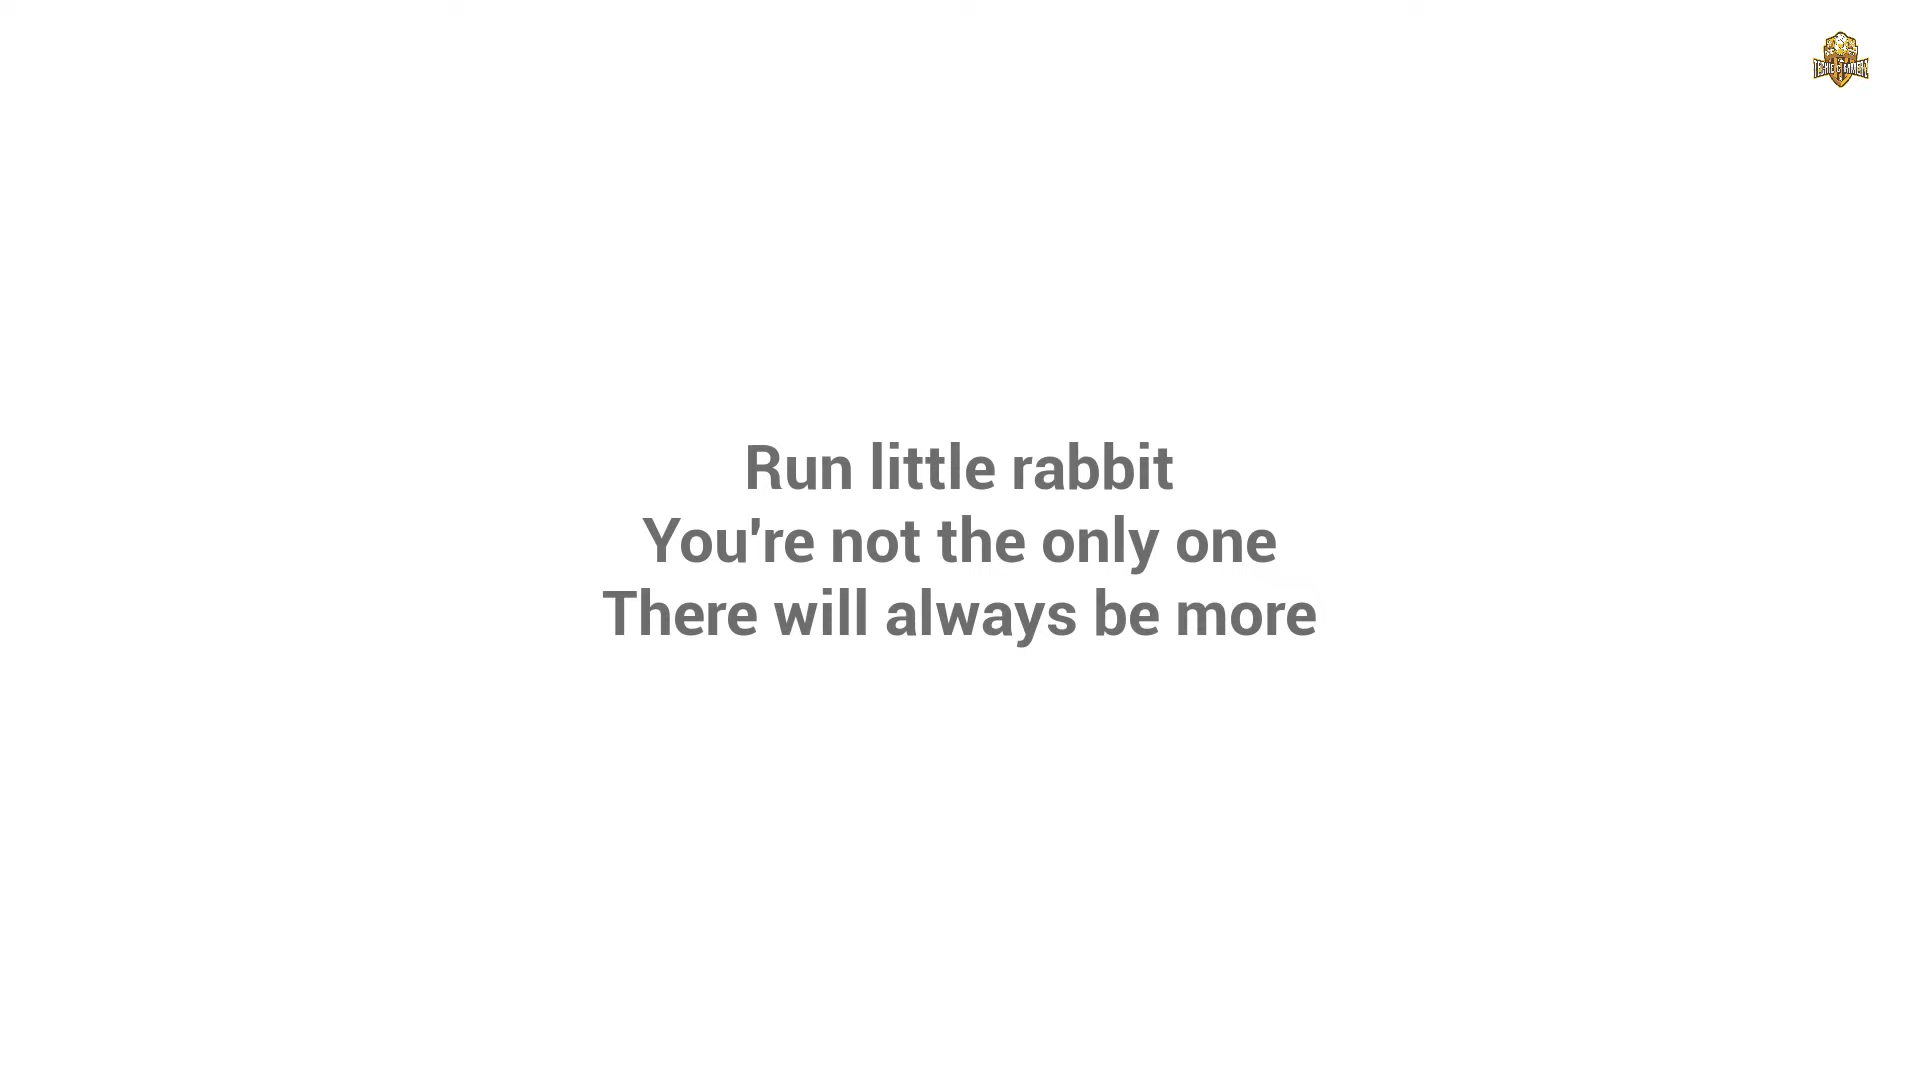 Run little rabbit
You're not the only one
There will always be more